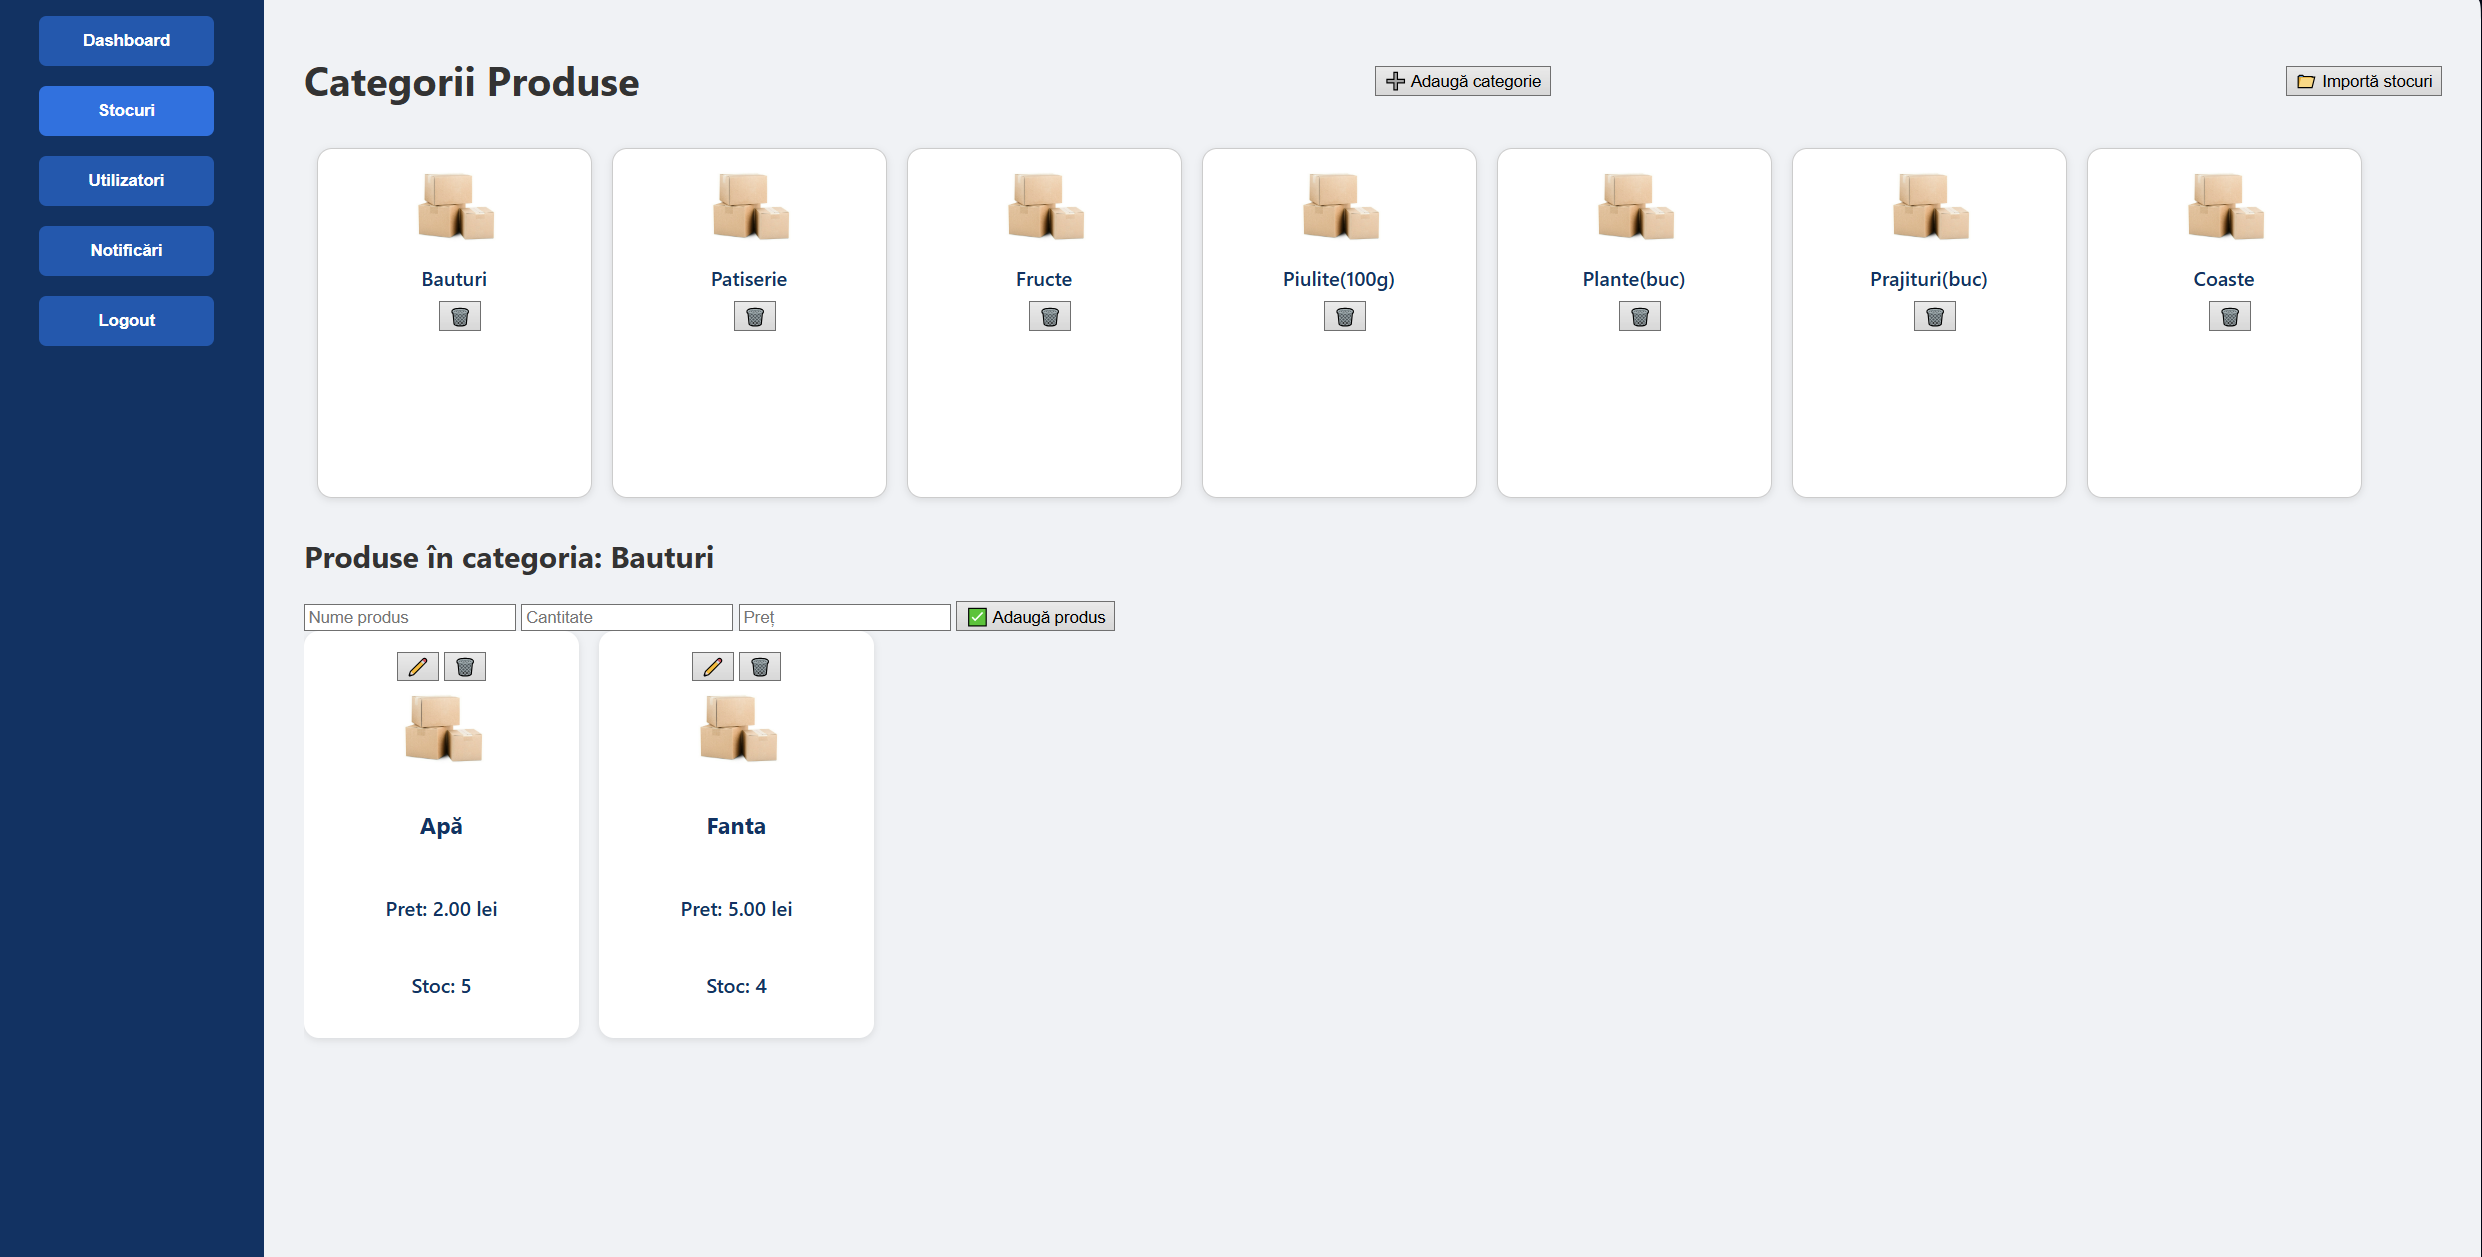 Dashboard
Stocuri
Utilizatori
Notificări
Logout
Categorii Produse
Adaugă categorie
Importă stocuri
Bauturi
Patiserie
Fructe
Piulite(100g)
Plante(buc)
Prajituri(buc)
Coaste
Produse în categoria: Bauturi
Nume produs
Cantitate
Preț
Adaugă produs
Apă
Pret: 2.00 lei
Stoc: 5
Fanta
Pret: 5.00 lei
Stoc: 4